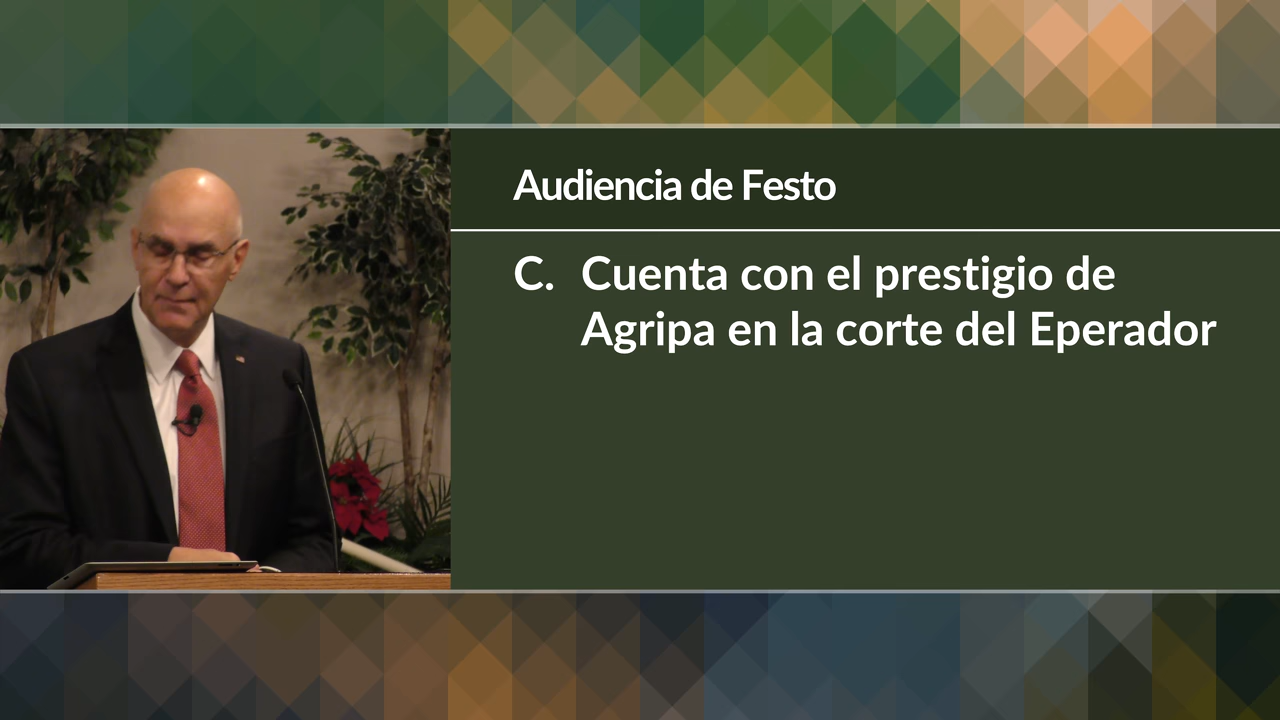 Audiencia de Festo
C. Cuenta con el prestigio de
Agripa en la corte del Eperador